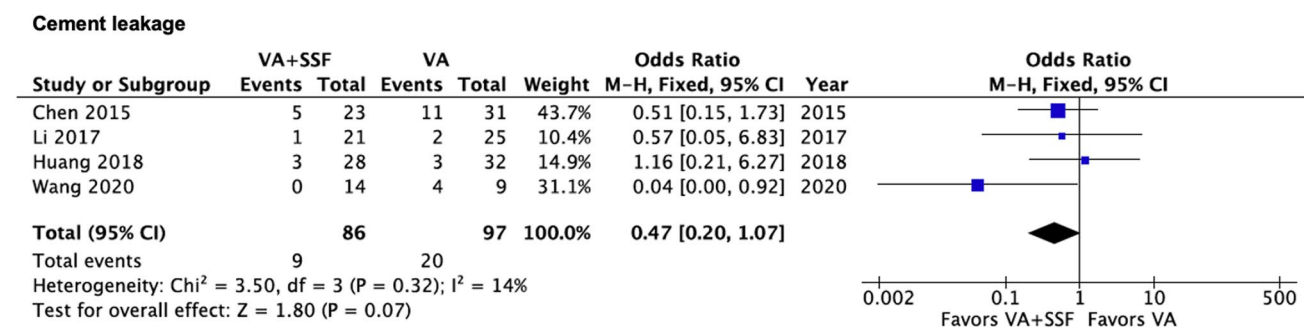 Cement leakage
VA+SSF VA Odds Ratio Odds Ratio
Study or Subgroup Events Total Events Total Weight M-H, Fixed, 95% CI Year M-H, Fixed, 95% CI
Chen 2015 5 23 11 31 43.7% 0.51 [0.15, 1.73] 2015
Li 2017 1 21 2 25 10.4% 0.57 [0.05, 6.83] 2017
Huang 2018 3 28 3 32 14.9% 1.16 [0.21, 6.27] 2018
Wang 2020 0 14 4 9 31.1% 0.04 [0.00, 0.92] 2020
Total (95% CI) 86 97 100.0% 0.47 [0.20, 1.07]
Total events 9 20
Heterogeneity: Chi² = 3.50, df = 3 (P = 0.32); I² = 14%
Test for overall effect: Z = 1.80 (P = 0.07)
0.002 0.1 1 10 500
Favors VA+SSF Favors VA